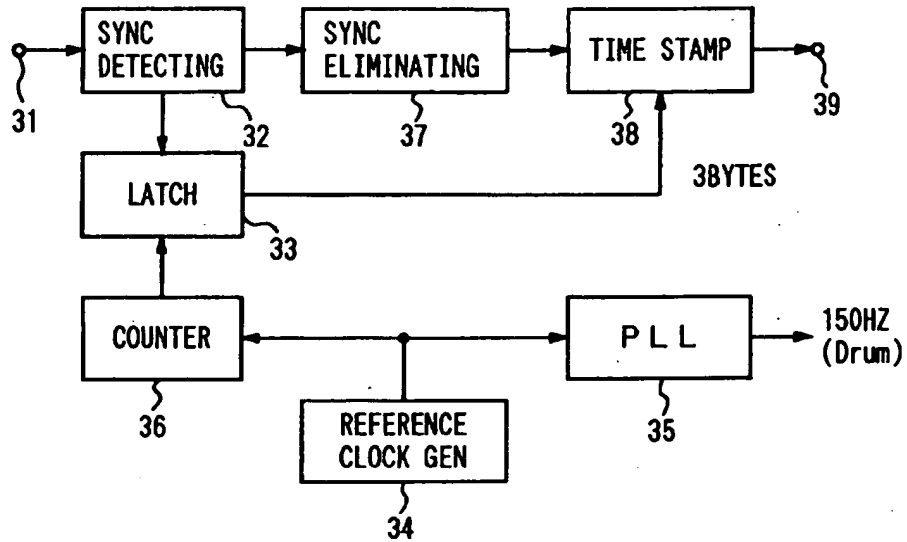 SYNC
DETECTING
SYNC
ELIMINATING
TIME STAMP
31
32
37
38
39
LATCH
3BYTES
33
COUNTER
PLL
150HZ
(Drum)
36
REFERENCE
CLOCK GEN
35
34